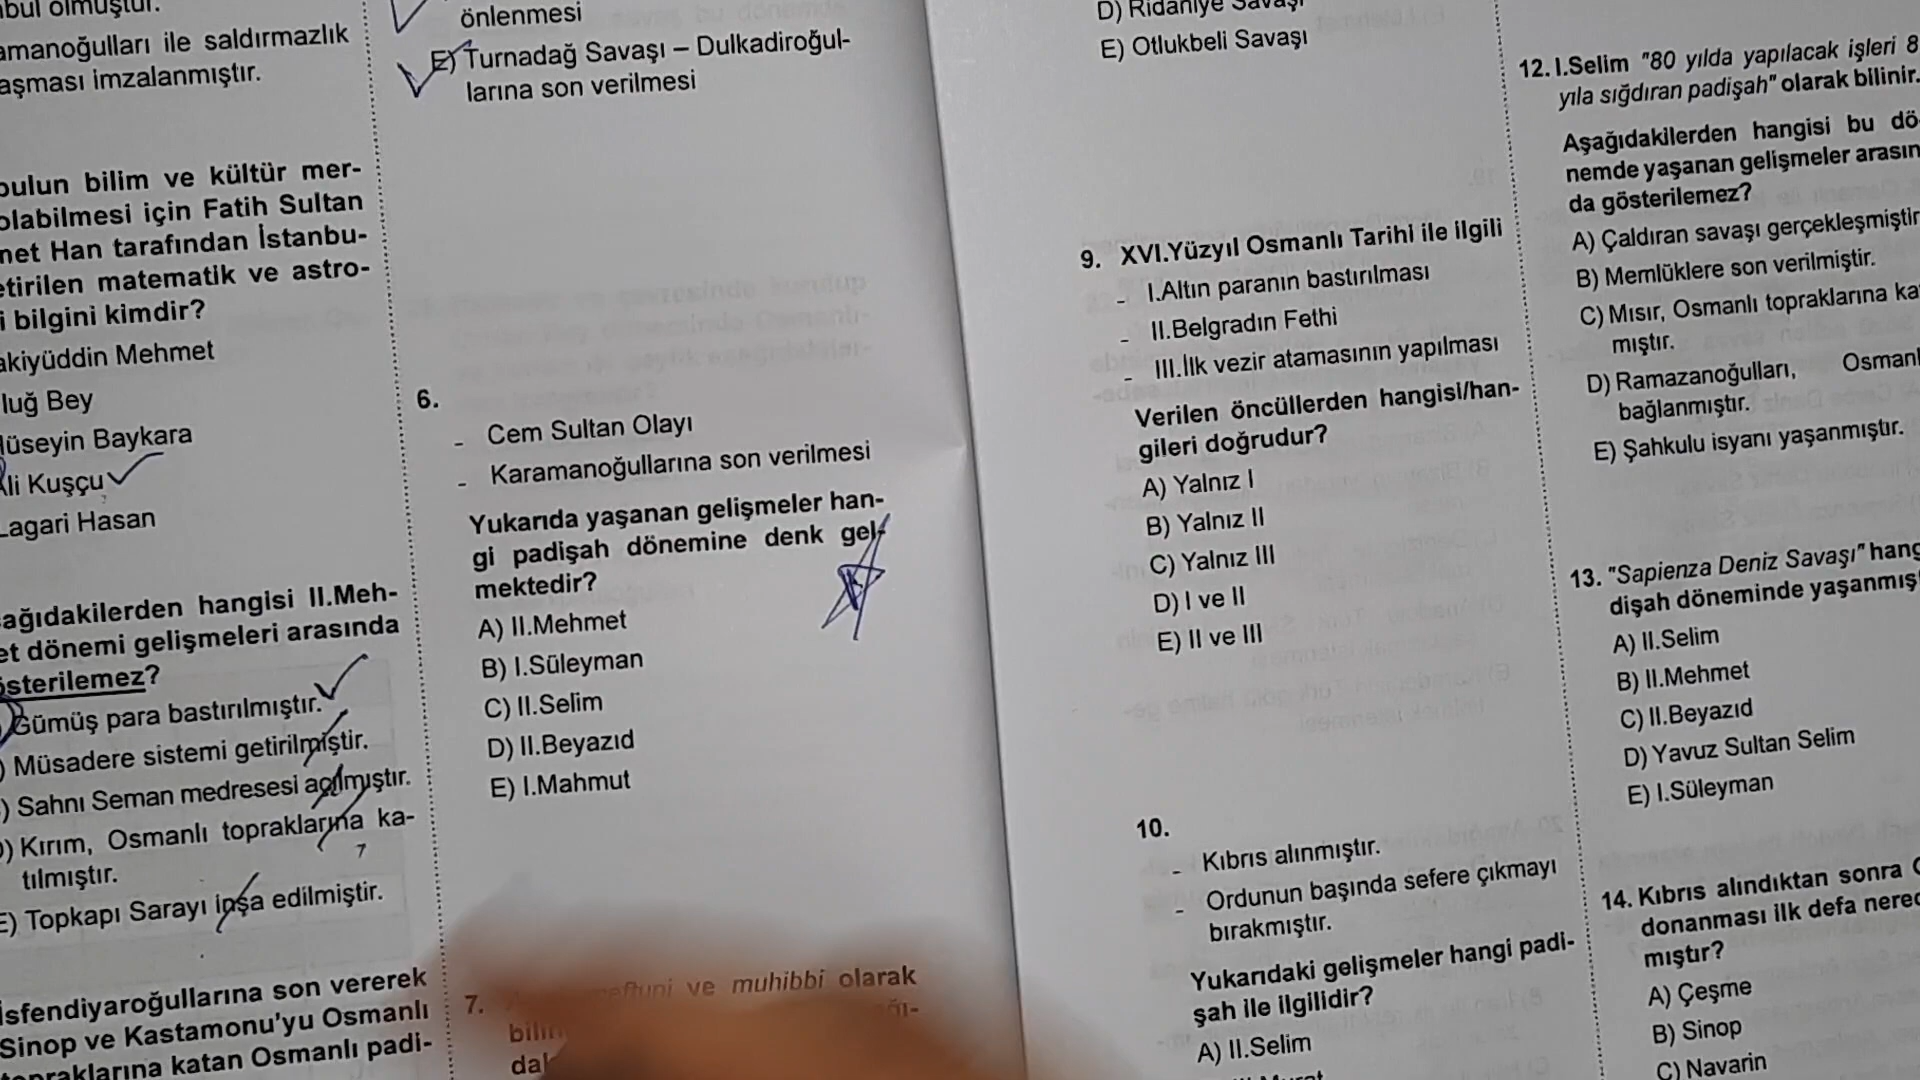 amanoğulları ile saldırmazlık
aşması imzalanmıştır.
bilim ve kültür mer-
olabilmesi için Fatih Sultan
Han tarafından İstanbu-
etirilen matematik ve astro-
i bilgini kimdir?
akiyüddin Mehmet
luğ Bey
Hüseyin Baykara
Ali Kuşçu
Lagari Hasan
ağıdakilerden hangisi II.Meh-
et dönemi gelişmeleri arasında
österilemez?
Gümüş para bastırılmıştır.
) Müsadere sistemi getirilmiştir.
) Sahnı Seman medresesi açılmıştır.
D) Kırım, Osmanlı topraklarına ka-
tılmıştır.
E) Topkapı Sarayı inşa edilmiştir.
İsfendiyaroğullarına son vererek
Sinop ve Kastamonu'yu Osmanlı
topraklarına katan Osmanlı padi-
önlenmesi
E) Turnadağ Savaşı – Dulkadiroğul-
larına son verilmesi
6.
- Cem Sultan Olayı
- Karamanoğullarına son verilmesi
Yukarıda yaşanan gelişmeler han-
gi padişah dönemine denk gel-
mektedir?
A) II.Mehmet
B) I.Süleyman
C) II.Selim
D) II.Beyazıd
E) I.Mahmut
7. ve muhibbi olarak
D) Ridaniye Savaşı
E) Otlukbeli Savaşı
9. XVI.Yüzyıl Osmanlı Tarihi ile ilgili
- I.Altın paranın bastırılması
- II.Belgradın Fethi
- III.İlk vezir atamasının yapılması
Verilen öncüllerden hangisi/han-
gileri doğrudur?
A) Yalnız I
B) Yalnız II
C) Yalnız III
D) I ve II
E) II ve III
10.
- Kıbrıs alınmıştır.
- Ordunun başında sefere çıkmayı
bırakmıştır.
Yukarıdaki gelişmeler hangi padi-
şah ile ilgilidir?
A) II.Selim
12. I.Selim "80 yılda yapılacak işleri 8
yıla sığdıran padişah" olarak bilinir.
Aşağıdakilerden hangisi bu dö-
nemde yaşanan gelişmeler arasın
da gösterilemez?
A) Çaldıran savaşı gerçekleşmiştir
B) Memlüklere son verilmiştir.
C) Mısır, Osmanlı topraklarına ka
mıştır.
D) Ramazanoğulları, Osmanl
bağlanmıştır.
E) Şahkulu isyanı yaşanmıştır.
13. "Sapienza Deniz Savaşı" hang
dişah döneminde yaşanmış
A) II.Selim
B) II.Mehmet
C) II.Beyazıd
D) Yavuz Sultan Selim
E) I.Süleyman
14. Kıbrıs alındıktan sonra
donanması ilk defa nered
mıştır?
A) Çeşme
B) Sinop
C) Navarin